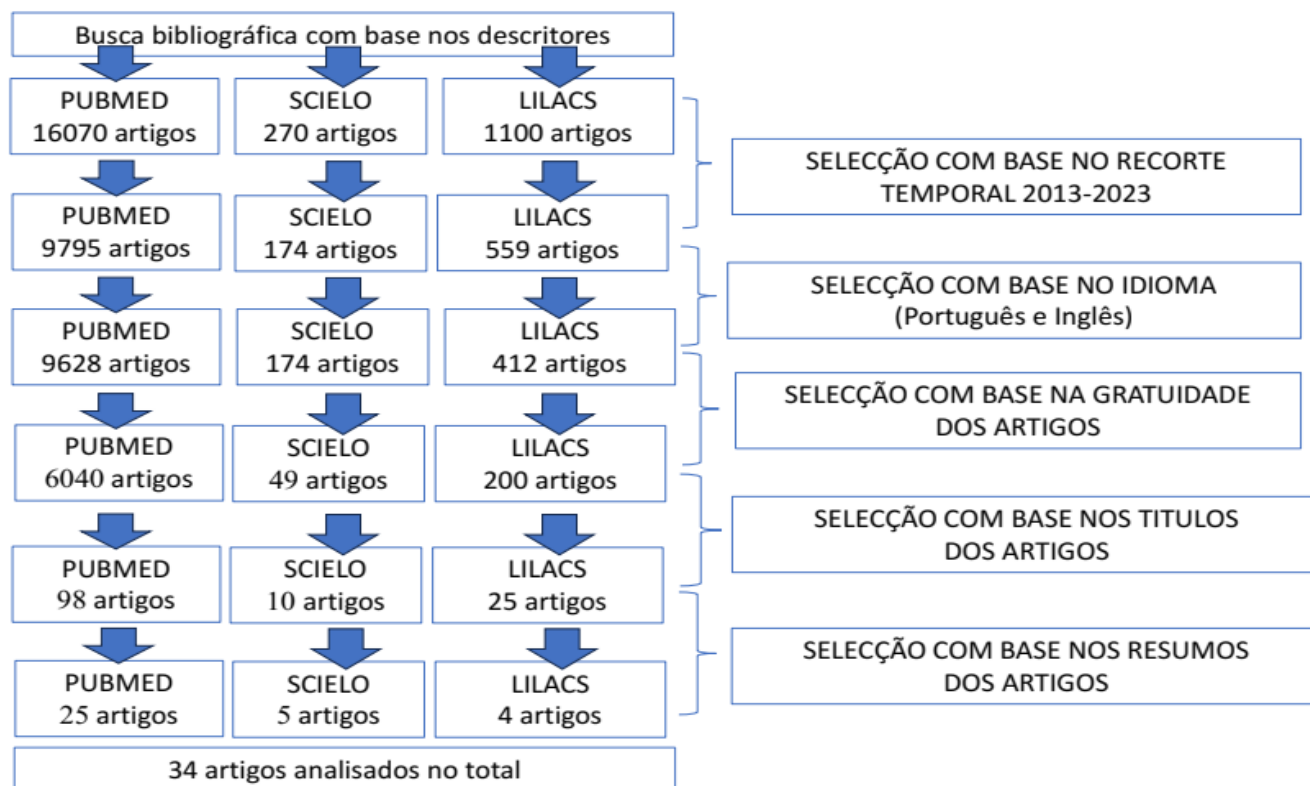 Busca bibliográfica com base nos descritores
PUBMED
16070 artigos
SCIELO
270 artigos
LILACS
1100 artigos
SELECÇÃO COM BASE NO RECORTE
TEMPORAL 2013-2023
PUBMED
9795 artigos
SCIELO
174 artigos
LILACS
559 artigos
SELECÇÃO COM BASE NO IDIOMA
(Português e Inglês)
PUBMED
9628 artigos
SCIELO
174 artigos
LILACS
412 artigos
SELECÇÃO COM BASE NA GRATUIDADE
DOS ARTIGOS
PUBMED
6040 artigos
SCIELO
49 artigos
LILACS
200 artigos
SELECÇÃO COM BASE NOS TITULOS
DOS ARTIGOS
PUBMED
98 artigos
SCIELO
10 artigos
LILACS
25 artigos
SELECÇÃO COM BASE NOS RESUMOS
DOS ARTIGOS
PUBMED
25 artigos
SCIELO
5 artigos
LILACS
4 artigos
34 artigos analisados no total